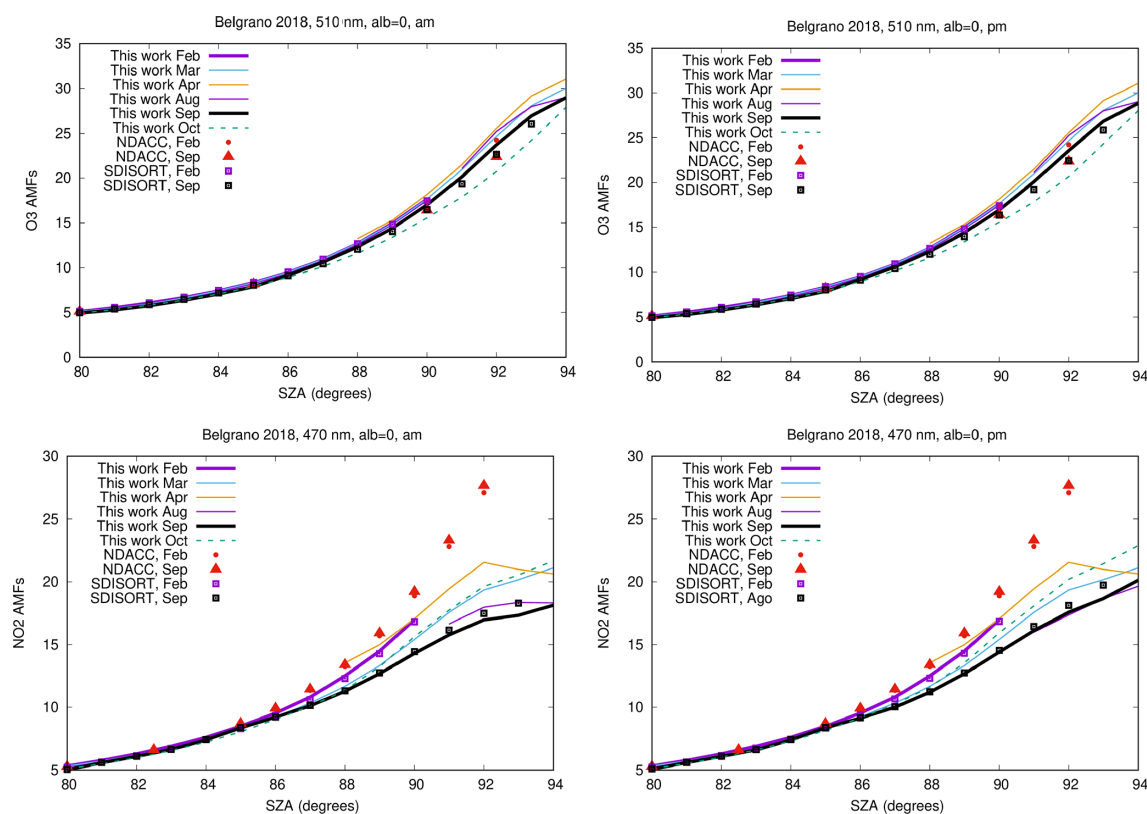 Belgrano 2018, 510 nm, alb=0, am
O3 AMFs
35
30
25
20
15
10
5
0
This work Feb
This work Mar
This work Apr
This work Aug
This work Sep
This work Oct
NDACC, Feb
NDACC, Sep
SDISORT, Feb
SDISORT, Sep
80 82 84 86 88 90 92 94
SZA (degrees)
Belgrano 2018, 510 nm, alb=0, pm
O3 AMFs
35
30
25
20
15
10
5
0
This work Feb
This work Mar
This work Apr
This work Aug
This work Sep
This work Oct
NDACC, Feb
NDACC, Sep
SDISORT, Feb
SDISORT, Sep
80 82 84 86 88 90 92 94
SZA (degrees)
Belgrano 2018, 470 nm, alb=0, am
NO2 AMFs
30
25
20
15
10
5
This work Feb
This work Mar
This work Apr
This work Aug
This work Sep
This work Oct
NDACC, Feb
NDACC, Sep
SDISORT, Feb
SDISORT, Sep
80 82 84 86 88 90 92 94
SZA (degrees)
Belgrano 2018, 470 nm, alb=0, pm
NO2 AMFs
30
25
20
15
10
5
This work Feb
This work Mar
This work Apr
This work Aug
This work Sep
This work Oct
NDACC, Feb
NDACC, Sep
SDISORT, Feb
SDISORT, Ago
80 82 84 86 88 90 92 94
SZA (degrees)